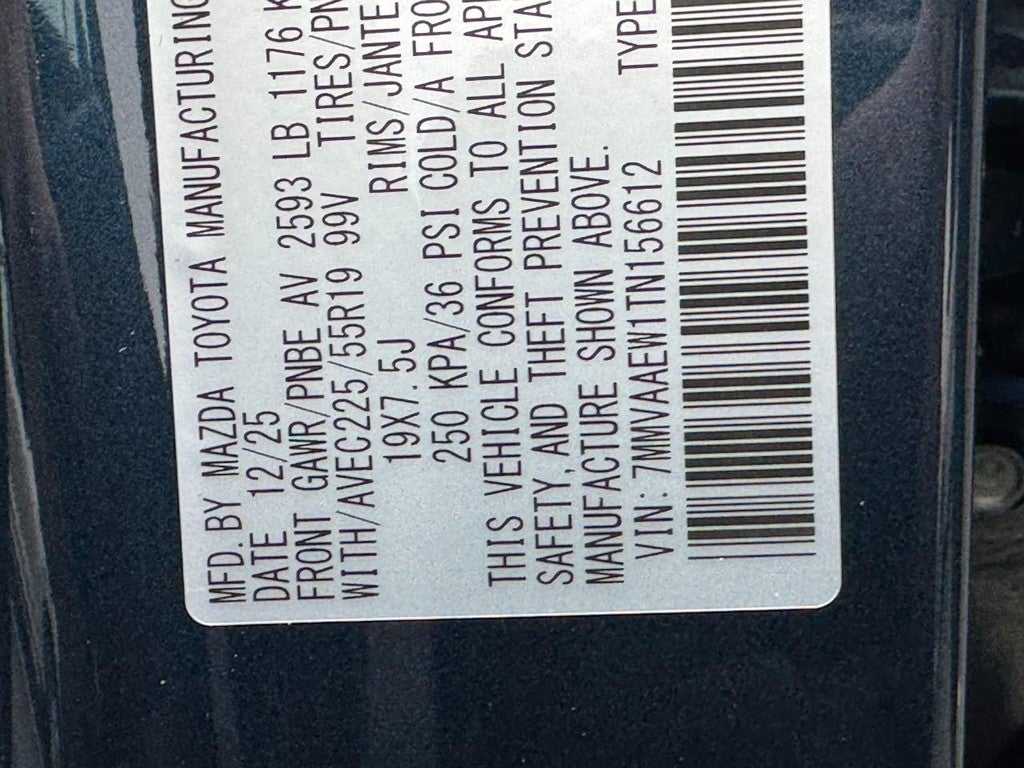 MFD.BY MAZDA TOYOTA MANUFACTURING
DATE 12/25
FRONT GAWR/PNBE AV 2593 LB 1176 K
WITH/AVEC225/55R19 99V TIRES/PN
19X7.5J RIMS/JANTE
250 KPA/36 PSI COLD/A FRO
THIS VEHICLE CONFORMS TO ALL APP
SAFETY, AND THEFT PREVENTION STA
MANUFACTURE SHOWN ABOVE.
VIN: 7MMVAAEW1TN156612 TYPE